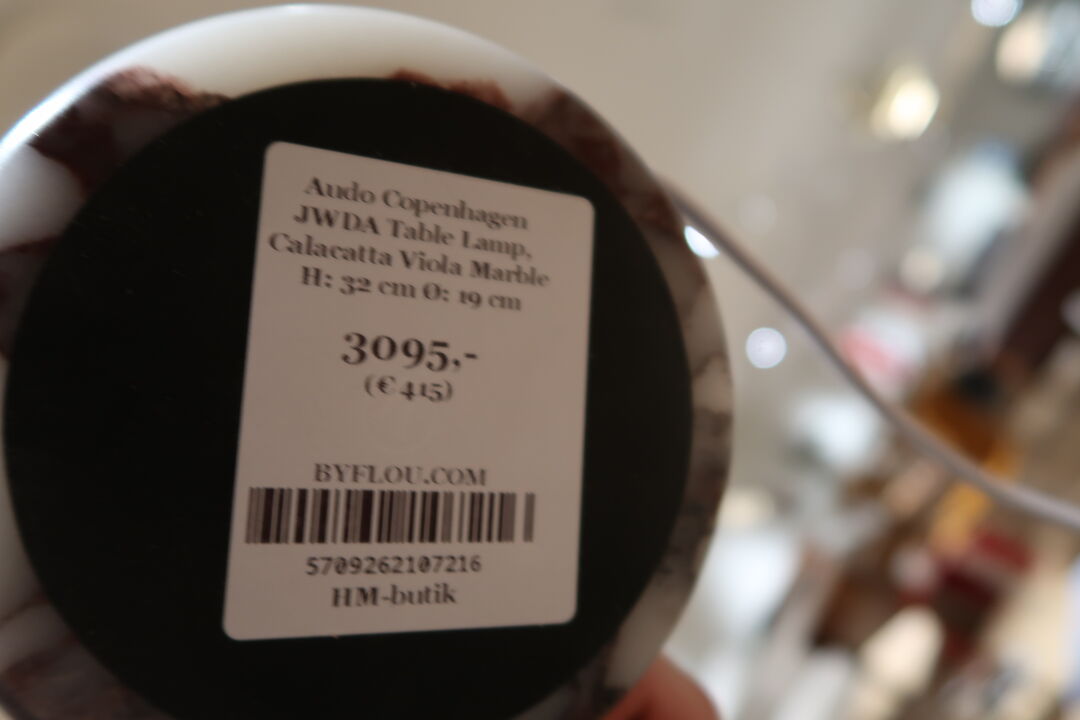 Audo Copenhagen
JWDA Table Lamp,
Calacatta Viola Marble
H: 32 cm Ø: 19 cm
3095,-
(€ 415)
BYFLOU.COM
5709262107216
HM-butik